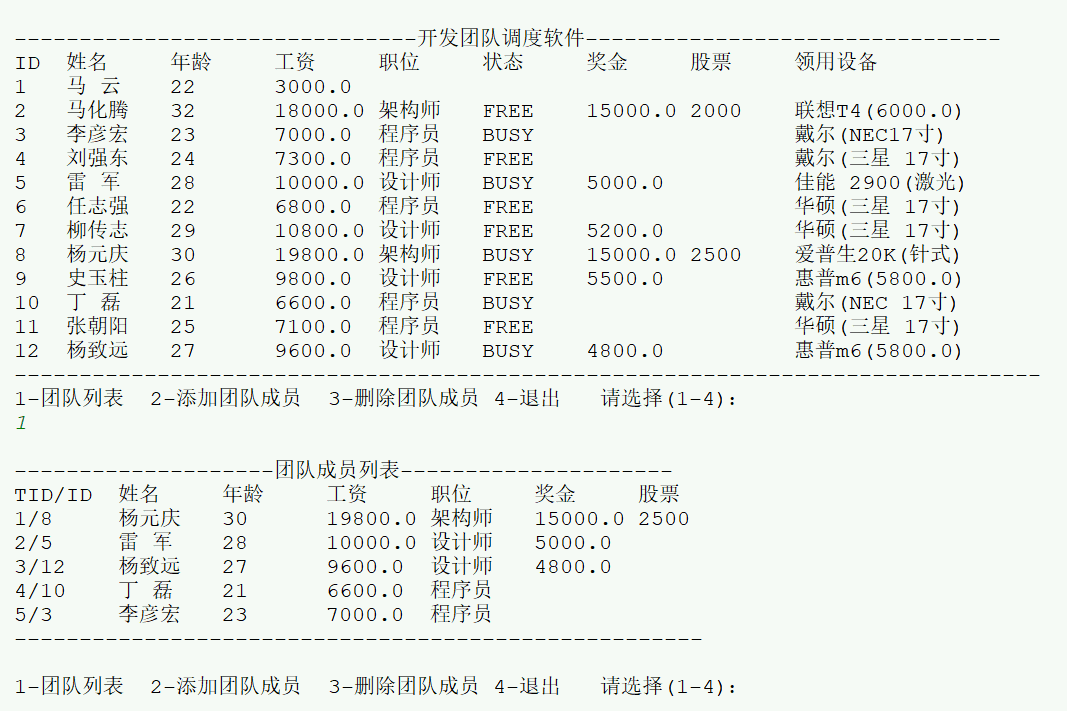 -------------------------------开发团队调度软件--------------------------------
ID 姓名 年龄 工资 职位 状态 奖金 股票 领用设备
1 马 云 22 3000.0
2 马化腾 32 18000.0 架构师 FREE 15000.0 2000 联想T4(6000.0)
3 李彦宏 23 7000.0 程序员 BUSY 戴尔(NEC17寸)
4 刘强东 24 7300.0 程序员 FREE 戴尔(三星 17寸)
5 雷 军 28 10000.0 设计师 BUSY 5000.0 佳能 2900(激光)
6 任志强 22 6800.0 程序员 FREE 华硕(三星 17寸)
7 柳传志 29 10800.0 设计师 FREE 5200.0 华硕(三星 17寸)
8 杨元庆 30 19800.0 架构师 BUSY 15000.0 2500 爱普生20K(针式)
9 史玉柱 26 9800.0 设计师 FREE 5500.0 惠普m6(5800.0)
10 丁 磊 21 6600.0 程序员 BUSY 戴尔(NEC 17寸)
11 张朝阳 25 7100.0 程序员 FREE 华硕(三星 17寸)
12 杨致远 27 9600.0 设计师 BUSY 4800.0 惠普m6(5800.0)
-------------------------------------------------------------------------------
1-团队列表 2-添加团队成员 3-删除团队成员 4-退出 请选择(1-4):
1
--------------------团队成员列表---------------------
TID/ID 姓名 年龄 工资 职位 奖金 股票
1/8 杨元庆 30 19800.0 架构师 15000.0 2500
2/5 雷 军 28 10000.0 设计师 5000.0
3/12 杨致远 27 9600.0 设计师 4800.0
4/10 丁 磊 21 6600.0 程序员
5/3 李彦宏 23 7000.0 程序员
-----------------------------------------------------
1-团队列表 2-添加团队成员 3-删除团队成员 4-退出 请选择(1-4):